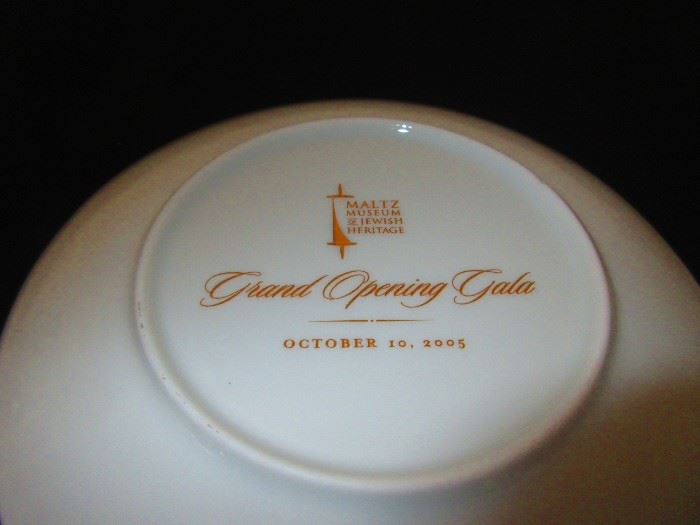 MALTZ
MUSEUM
OF JEWISH
HERITAGE
Grand Opening Gala
OCTOBER 10, 2005